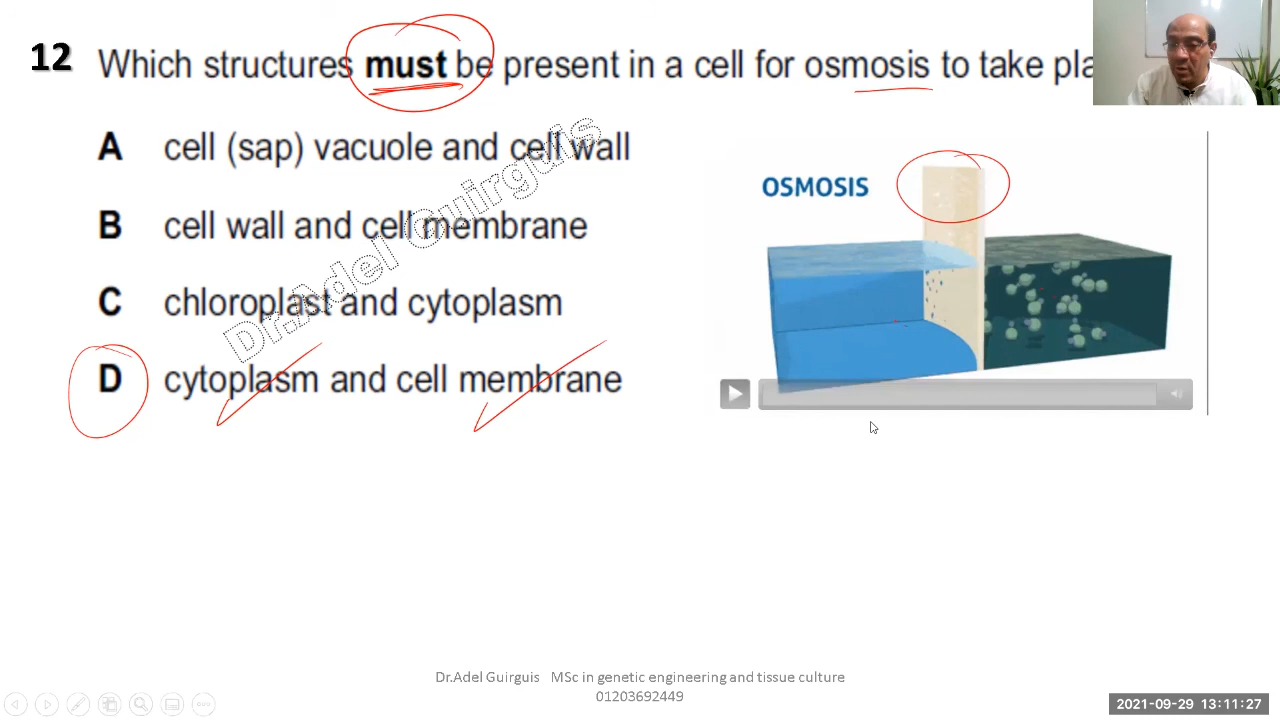 12 Which structures must be present in a cell for osmosis to take pla
A cell (sap) vacuole and cell wall
B cell wall and cell membrane
C chloroplast and cytoplasm
D cytoplasm and cell membrane
Dr.Adel Guirguis
OSMOSIS
Dr.Adel Guirguis MSc in genetic engineering and tissue culture
01203692449
2021-09-29 13:11:27